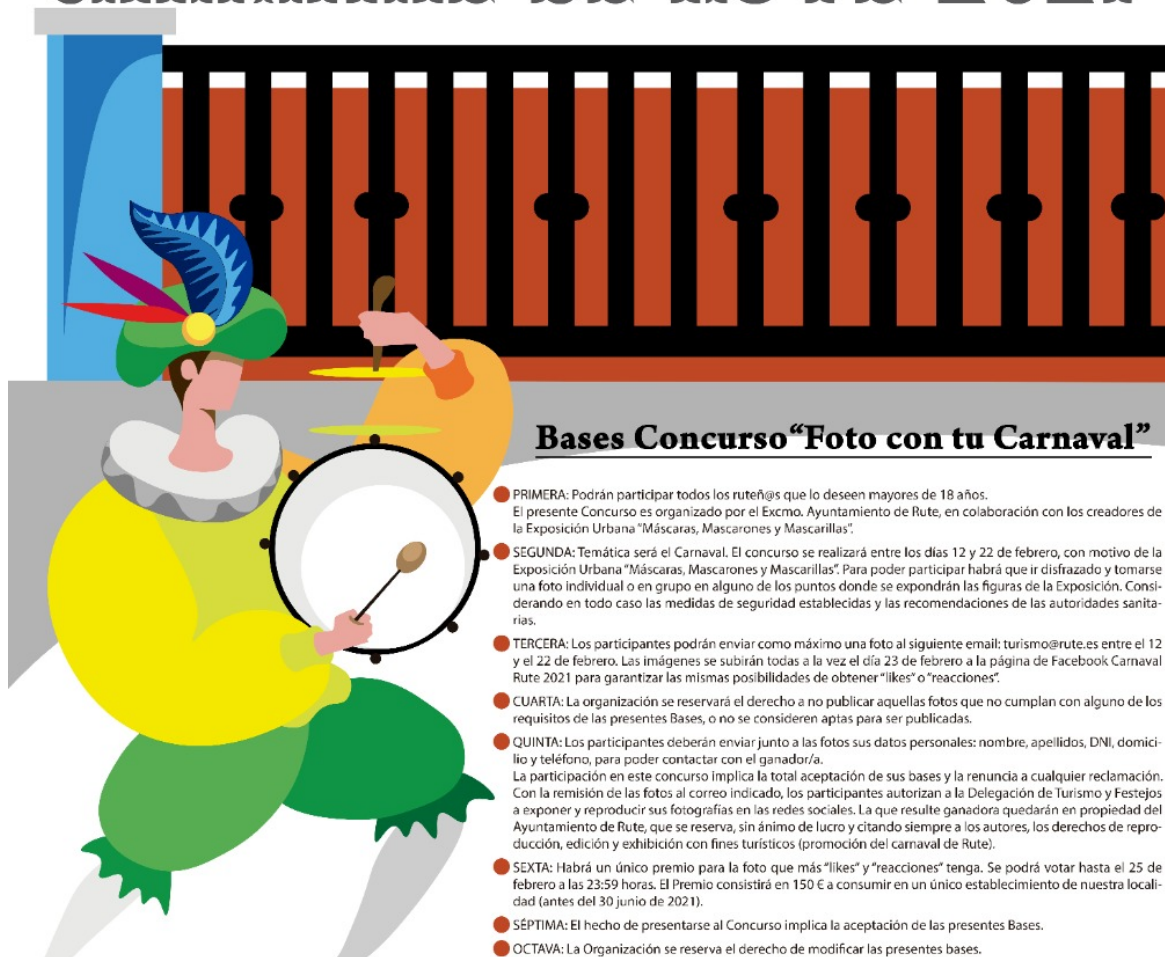 Bases Concurso“Foto con tu Carnaval”
PRIMERA: Podrán participar todos los ruteñ@s que lo deseen mayores de 18 años.
El presente Concurso es organizado por el Excmo. Ayuntamiento de Rute, en colaboración con los creadores de
la Exposición Urbana “Máscaras, Mascarones y Mascarillas”.
SEGUNDA: Temática será el Carnaval. El concurso se realizará entre los días 12 y 22 de febrero, con motivo de la
Exposición Urbana “Máscaras, Mascarones y Mascarillas”. Para poder participar habrá que ir disfrazado y tomarse
una foto individual o en grupo en alguno de los puntos donde se expondrán las figuras de la Exposición. Consi-
derando en todo caso las medidas de seguridad establecidas y las recomendaciones de las autoridades sanita-
rias.
TERCERA: Los participantes podrán enviar como máximo una foto al siguiente email: turismo@rute.es entre el 12
y el 22 de febrero. Las imágenes se subirán todas a la vez el día 23 de febrero a la página de Facebook Carnaval
Rute 2021 para garantizar las mismas posibilidades de obtener “likes” o “reacciones”.
CUARTA: La organización se reservará el derecho a no publicar aquellas fotos que no cumplan con alguno de los
requisitos de las presentes Bases, o no se consideren aptas para ser publicadas.
QUINTA: Los participantes deberán enviar junto a las fotos sus datos personales: nombre, apellidos, DNI, domici-
lio y teléfono, para poder contactar con el ganador/a.
La participación en este concurso implica la total aceptación de sus bases y la renuncia a cualquier reclamación.
Con la remisión de las fotos al correo indicado, los participantes autorizan a la Delegación de Turismo y Festejos
a exponer y reproducir sus fotografías en las redes sociales. La que resulte ganadora quedarán en propiedad del
Ayuntamiento de Rute, que se reserva, sin ánimo de lucro y citando siempre a los autores, los derechos de repro-
ducción, edición y exhibición con fines turísticos (promoción del carnaval de Rute).
SEXTA: Habrá un único premio para la foto que más “likes” y “reacciones” tenga. Se podrá votar hasta el 25 de
febrero a las 23:59 horas. El Premio consistirá en 150 € a consumir en un único establecimiento de nuestra locali-
dad (antes del 30 junio de 2021).
SÉPTIMA: El hecho de presentarse al Concurso implica la aceptación de las presentes Bases.
OCTAVA: La Organización se reserva el derecho de modificar las presentes bases.